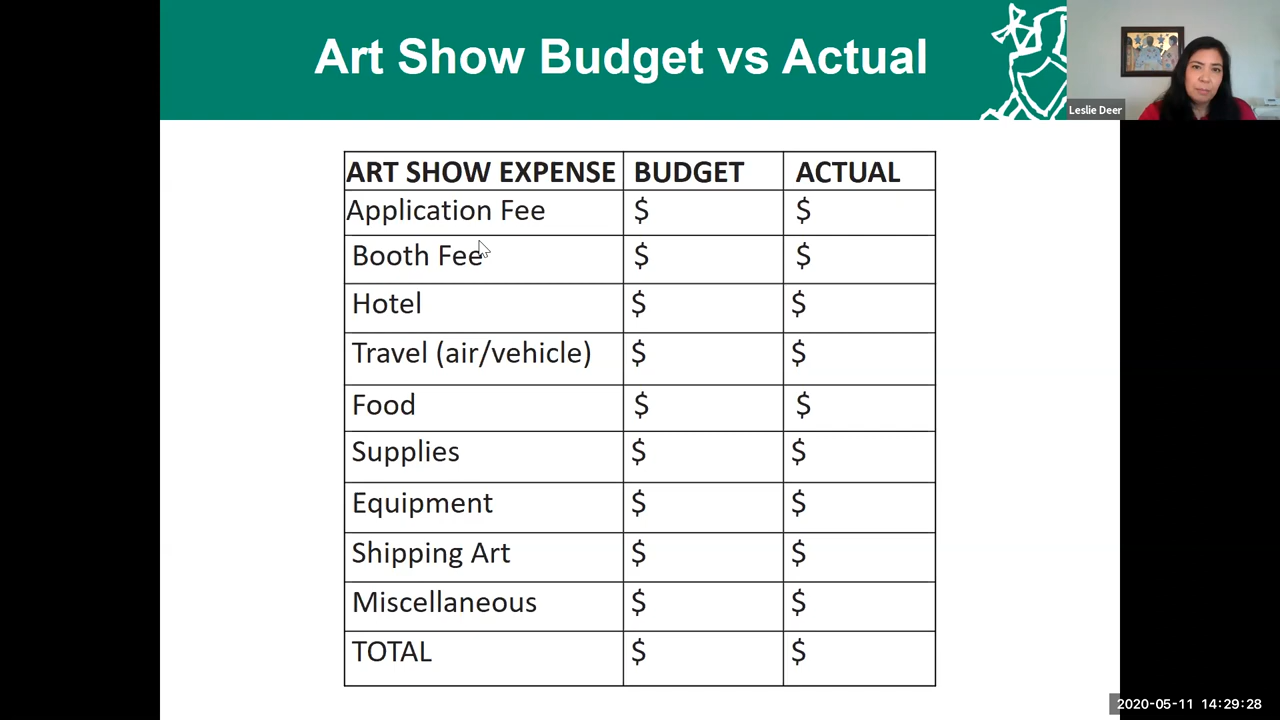 Art Show Budget vs Actual
Leslie Deer
ART SHOW EXPENSE BUDGET ACTUAL
Application Fee $ $
Booth Fee $ $
Hotel $ $
Travel (air/vehicle) $ $
Food $ $
Supplies $ $
Equipment $ $
Shipping Art $ $
Miscellaneous $ $
TOTAL $ $
2020-05-11 14:29:28